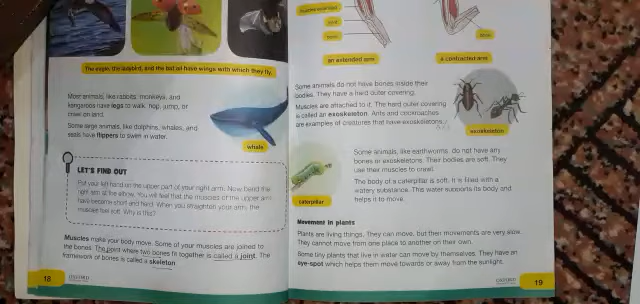 The eagle, the ladybird, and the bat all have wings with which they fly.
Most animals, like rabbits, monkeys, and
kangaroos have legs to walk, hop, jump, or
crawl on land.
Some large animals, like dolphins, whales, and
seals have flippers to swim in water.
whale
LET'S FIND OUT
Put your left hand on the upper part of your right arm. Now bend the
right arm at the elbow. You will feel that the muscles of the upper arm
have become short and hard. When you straighten your arm, the
muscles feel soft. Why is this?
Muscles make your body move. Some of your muscles are joined to
the bones. The point where two bones fit together is called a joint. The
framework of bones is called a skeleton.
18
OXFORD
an extended arm
a contracted arm
Some animals do not have bones inside their
bodies. They have a hard outer covering.
Muscles are attached to it. The hard outer covering
is called an exoskeleton. Ants and cockroaches
are examples of creatures that have exoskeletons.
exoskeleton
Some animals, like earthworms, do not have any
bones or exoskeletons. Their bodies are soft. They
use their muscles to crawl.
The body of a caterpillar is soft. It is filled with a
watery substance. This water supports its body and
helps it to move.
caterpillar
Movement in plants
Plants are living things. They can move, but their movements are very slow.
They cannot move from one place to another on their own.
Some tiny plants that live in water can move by themselves. They have an
eye-spot which helps them move towards or away from the sunlight.
OXFORD
19